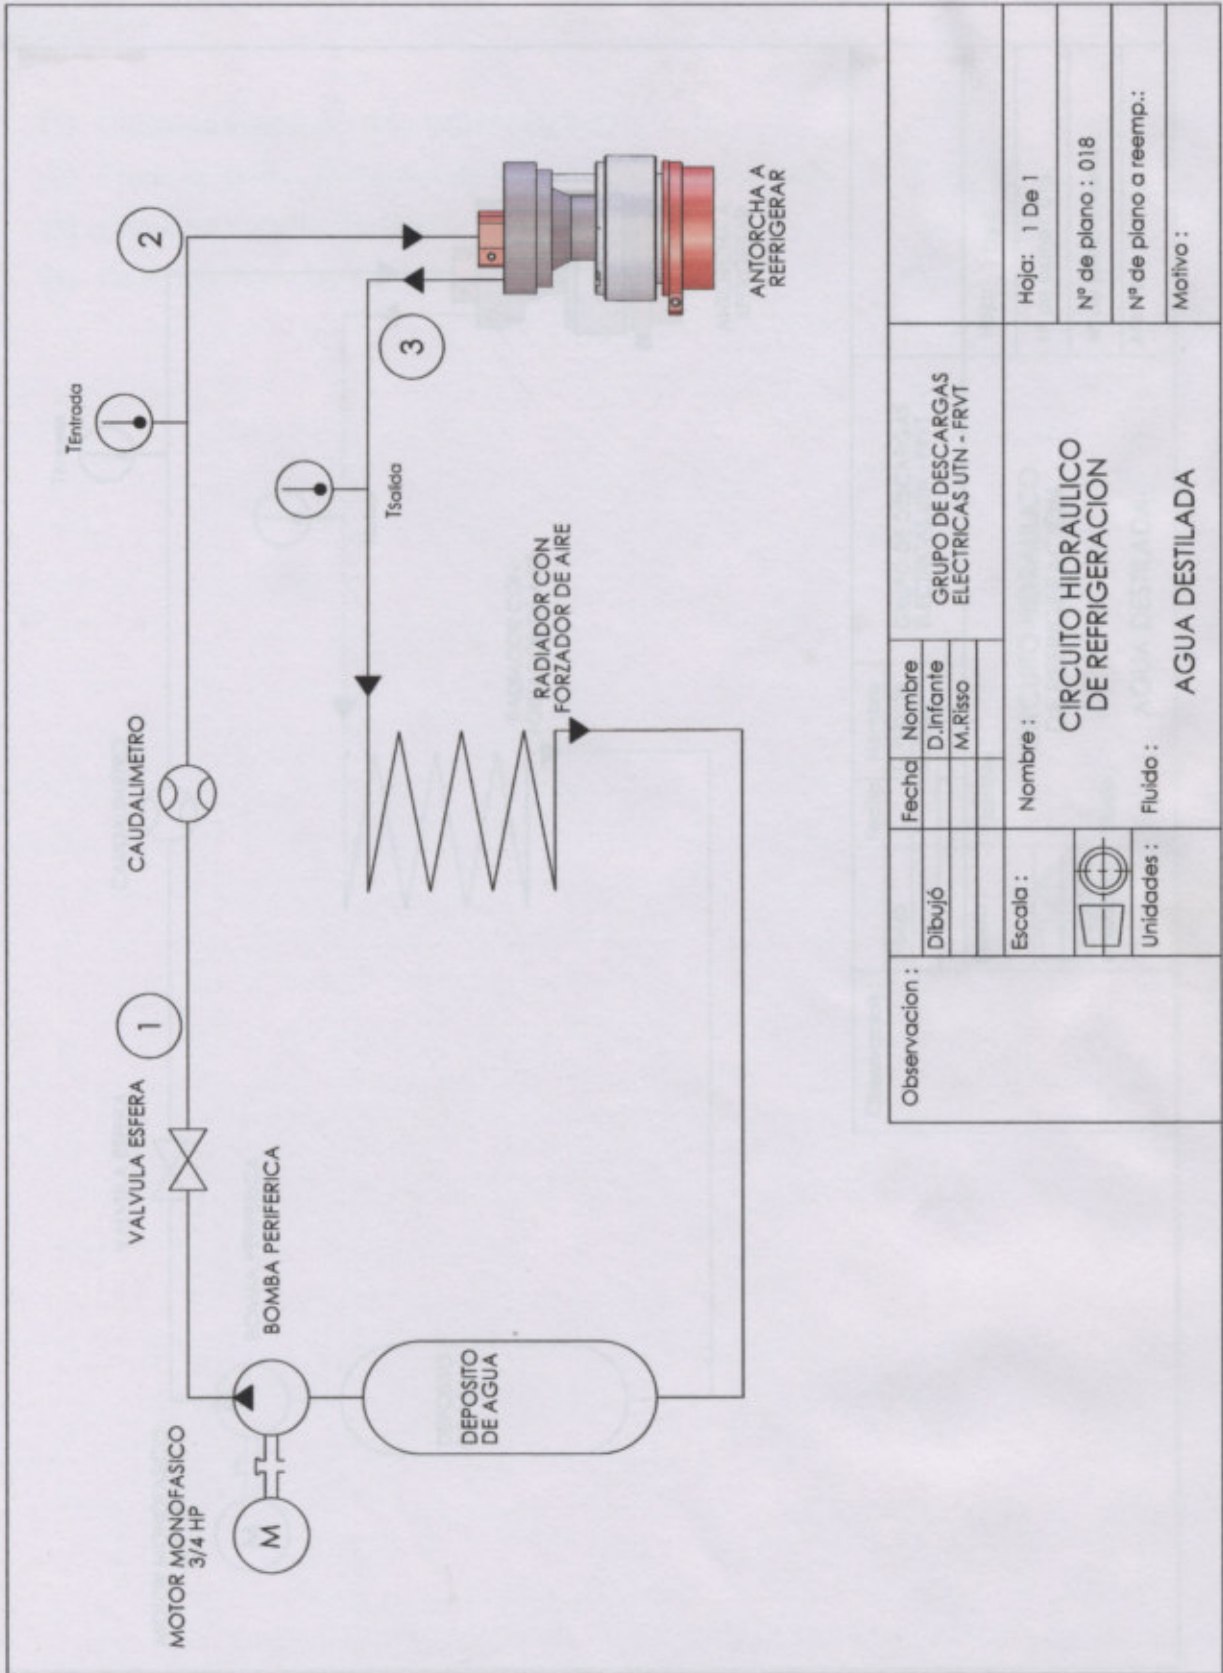 MOTOR MONOFASICO
3/4 HP
M
BOMBA PERIFERICA
VALVULA ESFERA
1
CAUDALIMETRO
TEntrada
2
DEPOSITO
DE AGUA
RADIADOR CON
FORZADOR DE AIRE
Tsalida
3
ANTORCHA A
REFRIGERAR
Observacion :
Fecha
Nombre
Dibujó
D.Infante
M.Risso
GRUPO DE DESCARGAS
ELECTRICAS UTN - FRVT
Escala :
Nombre :
CIRCUITO HIDRAULICO
DE REFRIGERACION
Hoja: 1 De 1
Nº de plano : 018
Nº de plano a reemp.:
Unidades :
Fluido :
AGUA DESTILADA
Motivo :